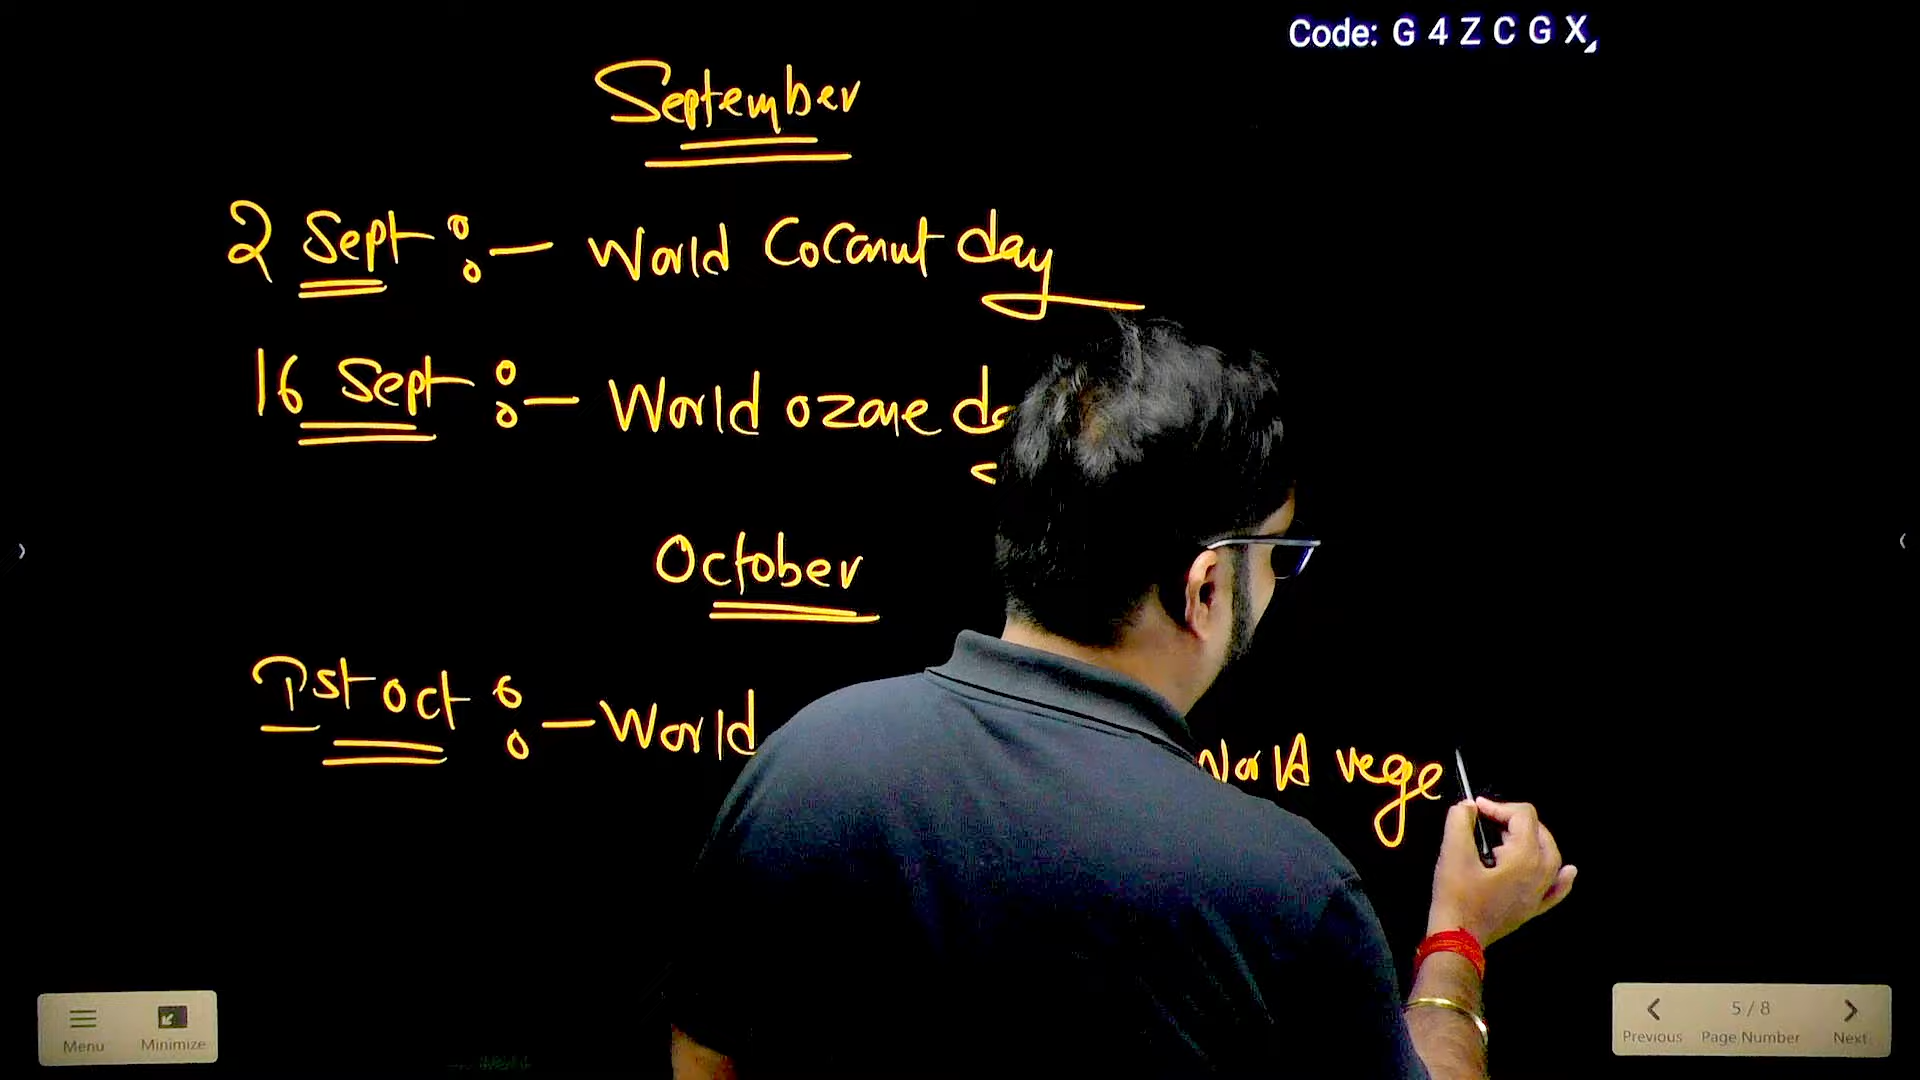 Code: G 4 Z C G X
September
2 Sept :- World Coconut day
16 Sept :- World ozone
October
1st oct :- World World vege
Menu Minimize
Previous 5 / 8 Page Number Next